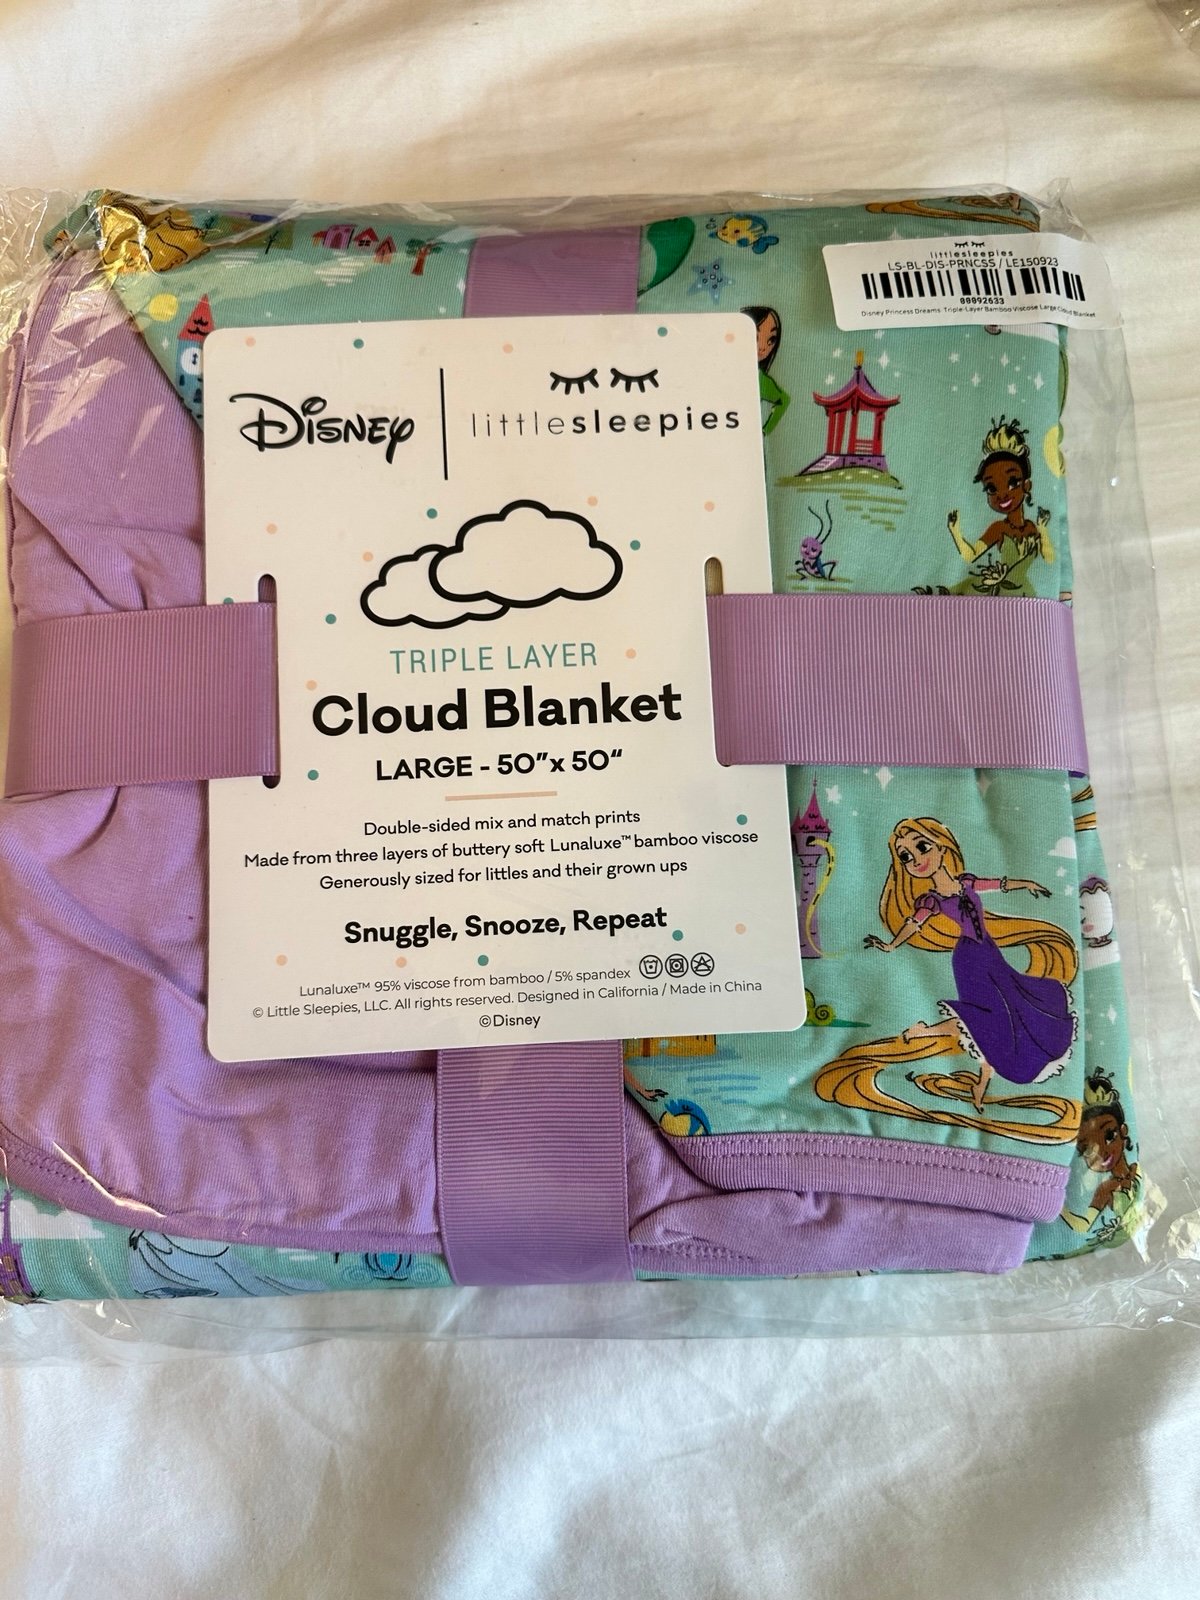 littlesleepies
LS-BL-DIS-PRNCSS / LE150923
00092633
Disney Princess Dreams Triple-Layer Bamboo Viscose Large Cloud Blanket
Disney
littlesleepies
TRIPLE LAYER
Cloud Blanket
LARGE - 50”x 50“
Double-sided mix and match prints
Made from three layers of buttery soft Lunaluxe™ bamboo viscose
Generously sized for littles and their grown ups
Snuggle, Snooze, Repeat
Lunaluxe™ 95% viscose from bamboo / 5% spandex
© Little Sleepies, LLC. All rights reserved. Designed in California / Made in China
©Disney